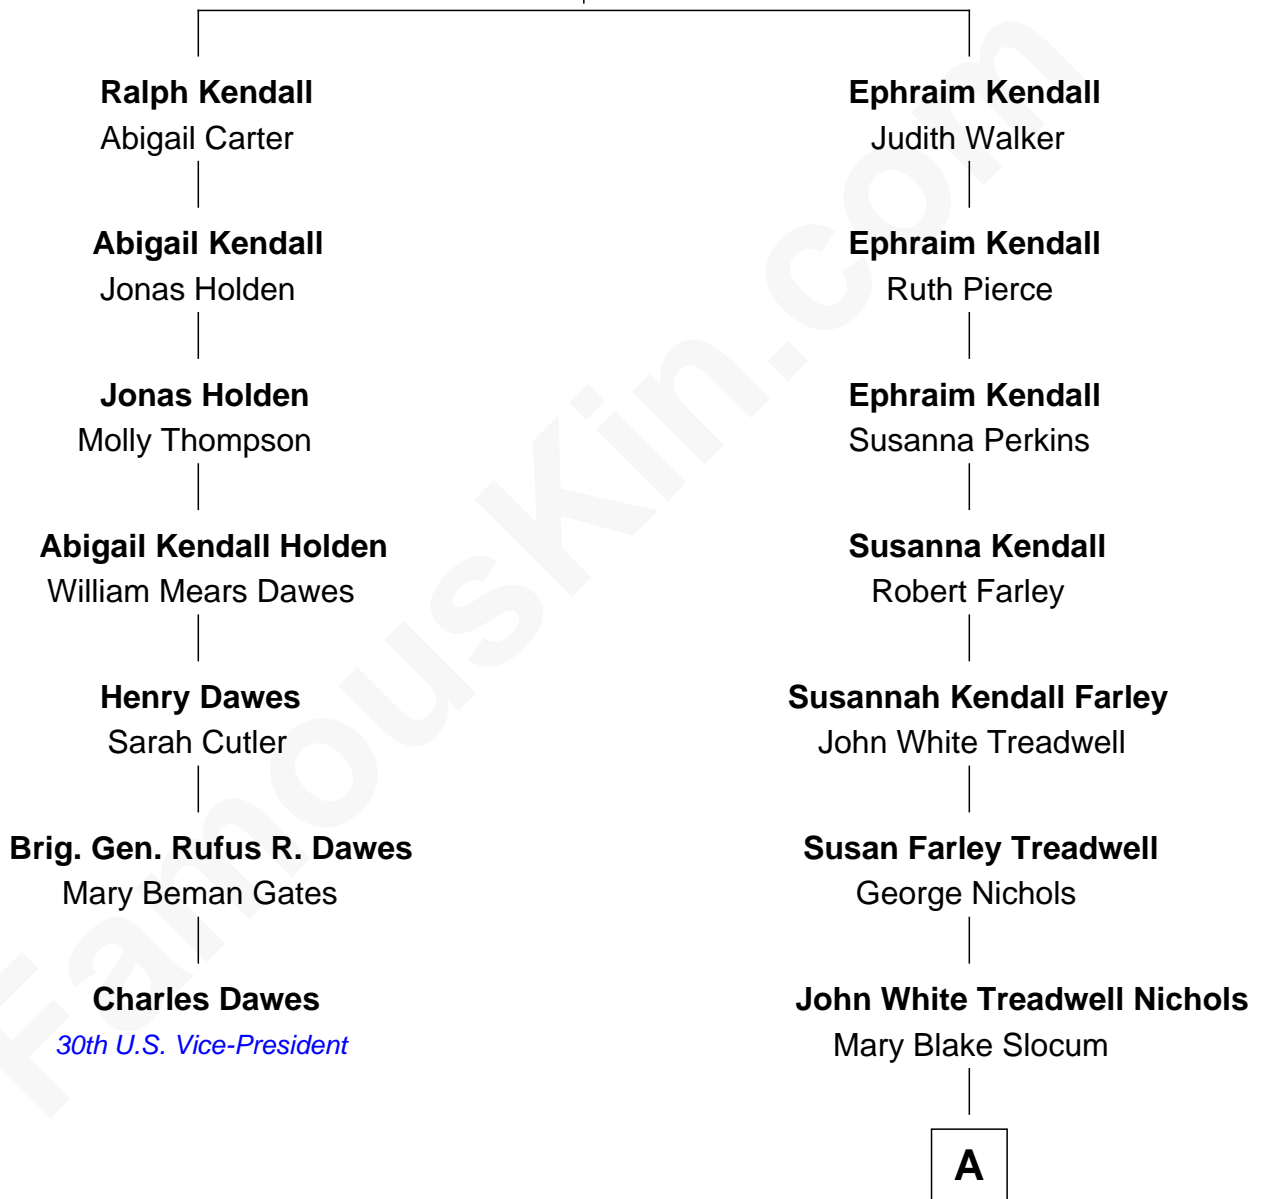 Ralph Kendall
Abigail Carter
Ephraim Kendall
Judith Walker
Abigail Kendall
Jonas Holden
Ephraim Kendall
Ruth Pierce
Jonas Holden
Molly Thompson
Ephraim Kendall
Susanna Perkins
Abigail Kendall Holden
William Mears Dawes
Susanna Kendall
Robert Farley
Henry Dawes
Sarah Cutler
Susannah Kendall Farley
John White Treadwell
Brig. Gen. Rufus R. Dawes
Mary Beman Gates
Susan Farley Treadwell
George Nichols
Charles Dawes
30th U.S. Vice-President
John White Treadwell Nichols
Mary Blake Slocum
A
FamousKin.com